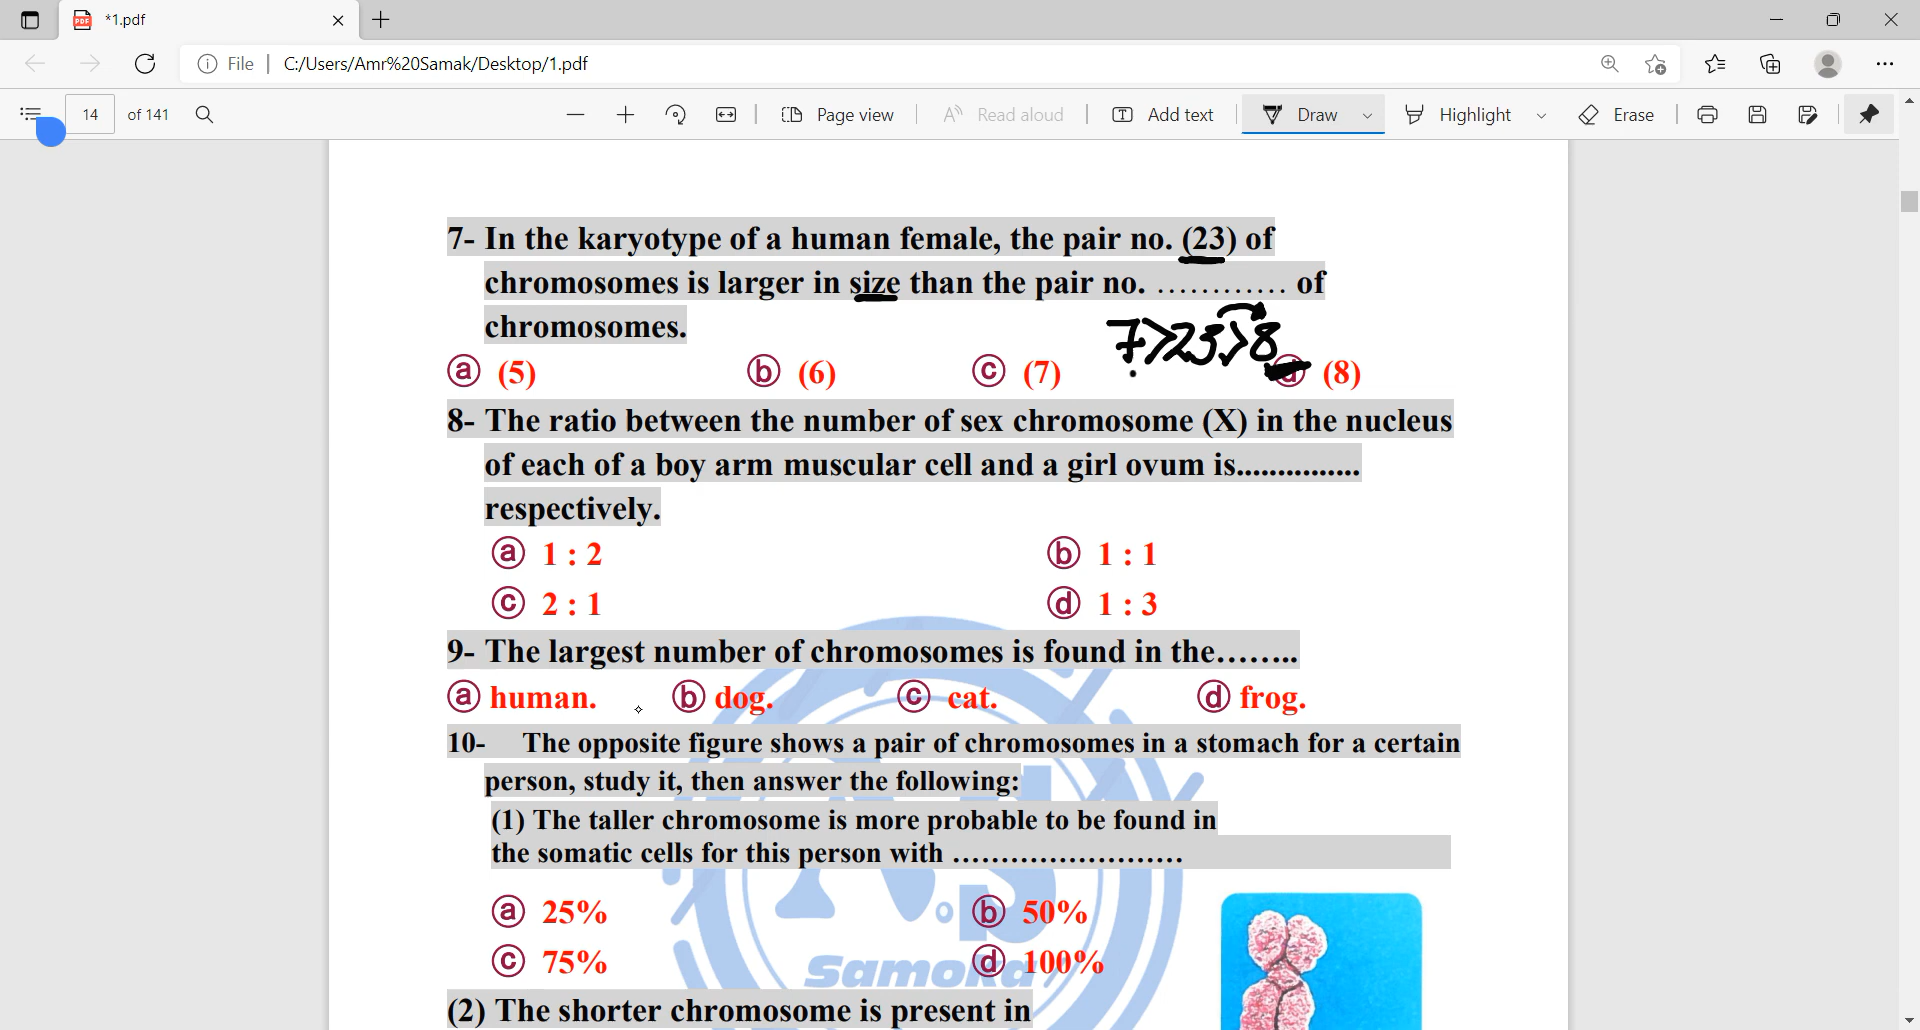 *1.pdf
File
C:/Users/Amr%20Samak/Desktop/1.pdf
14 of 141
Page view
Read aloud
Add text
Draw
Highlight
Erase
7- In the karyotype of a human female, the pair no. (23) of
chromosomes is larger in size than the pair no. ............ of
chromosomes.
7>23>8
ⓐ (5) ⓑ (6) ⓒ (7) ⓓ (8)
8- The ratio between the number of sex chromosome (X) in the nucleus
of each of a boy arm muscular cell and a girl ovum is...............
respectively.
ⓐ 1 : 2 ⓑ 1 : 1
ⓒ 2 : 1 ⓓ 1 : 3
9- The largest number of chromosomes is found in the……..
ⓐ human. ⓑ dog. ⓒ cat. ⓓ frog.
10- The opposite figure shows a pair of chromosomes in a stomach for a certain
person, study it, then answer the following:
(1) The taller chromosome is more probable to be found in
the somatic cells for this person with ........................
ⓐ 25% ⓑ 50%
ⓒ 75% ⓓ 100%
Samoka
(2) The shorter chromosome is present in